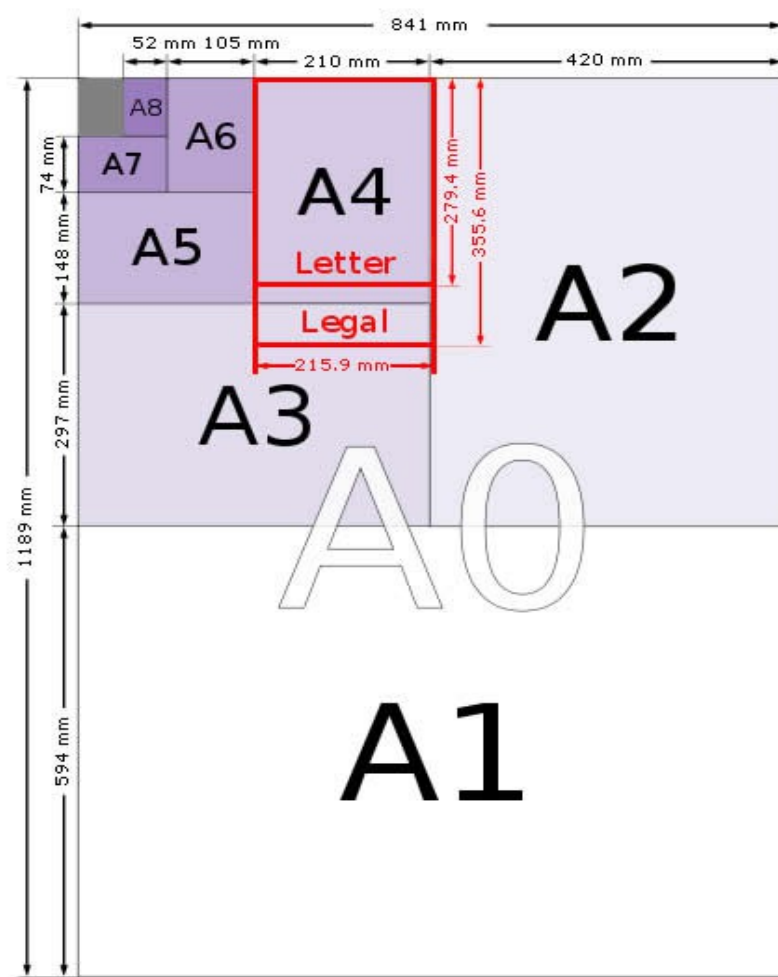 841 mm
52 mm 105 mm
210 mm
420 mm
A8
A7
A6
A5
A4
Letter
Legal
215.9 mm
279.4 mm
355.6 mm
A2
A3
A0
A1
74 mm
148 mm
297 mm
594 mm
1189 mm